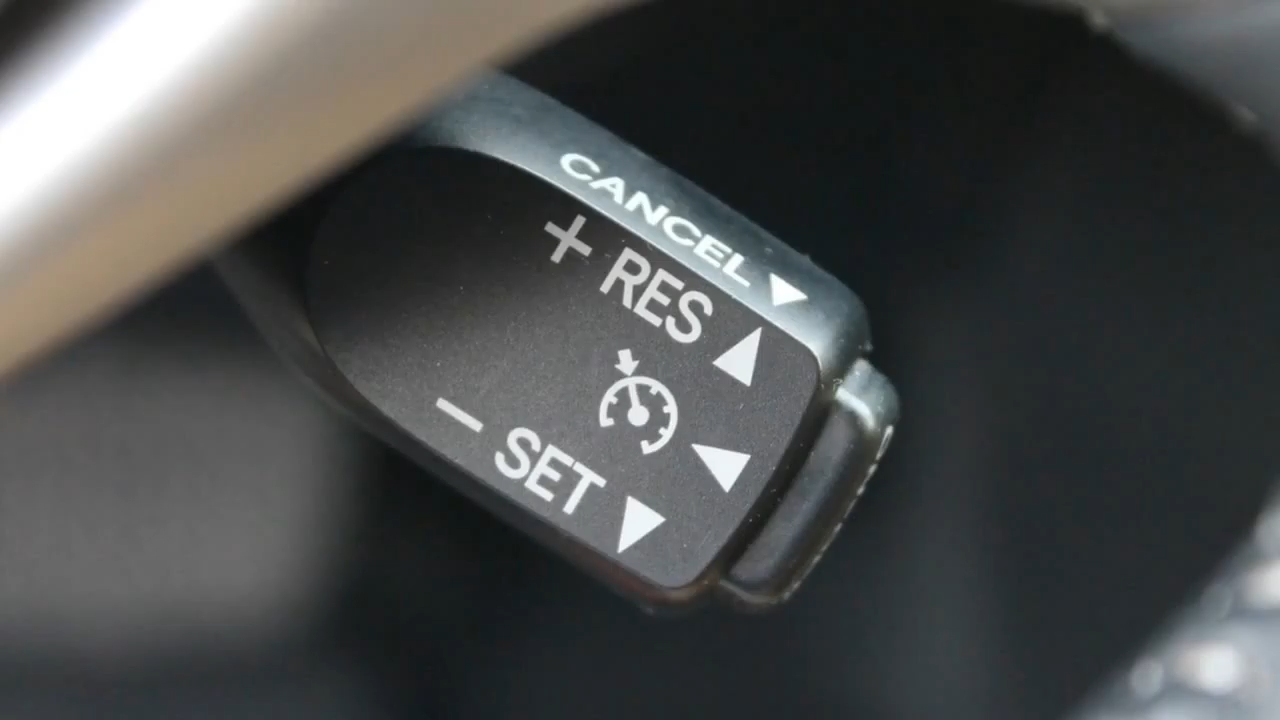 CANCEL ▼
+ RES ▲
− SET ▼